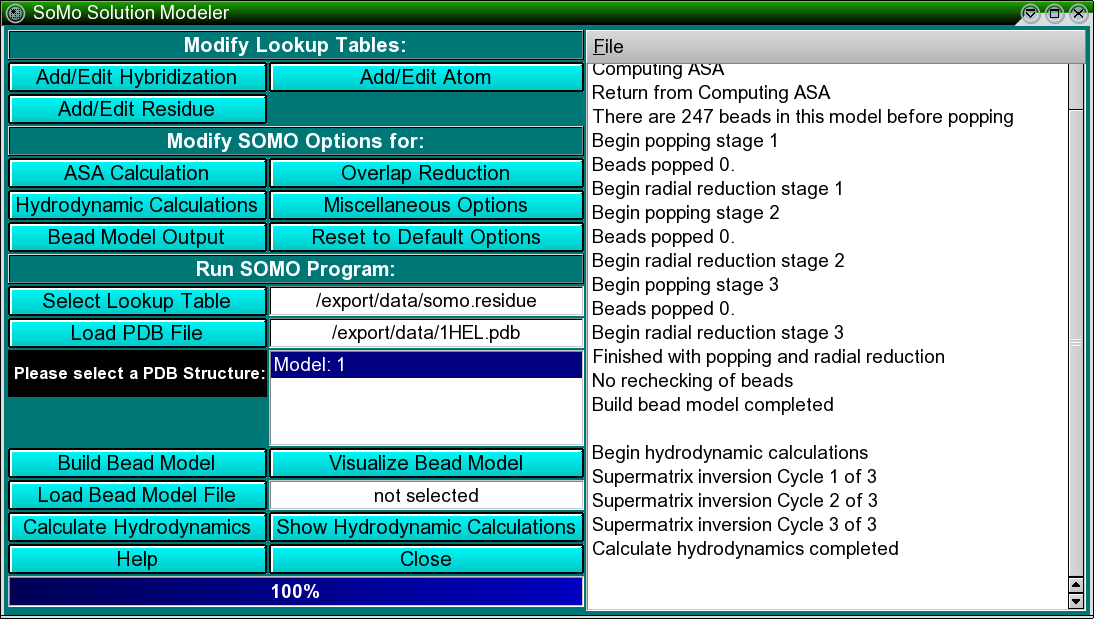 SoMo Solution Modeler
Modify Lookup Tables:
Add/Edit Hybridization
Add/Edit Atom
Add/Edit Residue
Modify SOMO Options for:
ASA Calculation
Overlap Reduction
Hydrodynamic Calculations
Miscellaneous Options
Bead Model Output
Reset to Default Options
Run SOMO Program:
Select Lookup Table
/export/data/somo.residue
Load PDB File
/export/data/1HEL.pdb
Please select a PDB Structure:
Model: 1
Build Bead Model
Visualize Bead Model
Load Bead Model File
not selected
Calculate Hydrodynamics
Show Hydrodynamic Calculations
Help
Close
100%
File
Computing ASA
Return from Computing ASA
There are 247 beads in this model before popping
Begin popping stage 1
Beads popped 0.
Begin radial reduction stage 1
Begin popping stage 2
Beads popped 0.
Begin radial reduction stage 2
Begin popping stage 3
Beads popped 0.
Begin radial reduction stage 3
Finished with popping and radial reduction
No rechecking of beads
Build bead model completed
Begin hydrodynamic calculations
Supermatrix inversion Cycle 1 of 3
Supermatrix inversion Cycle 2 of 3
Supermatrix inversion Cycle 3 of 3
Calculate hydrodynamics completed